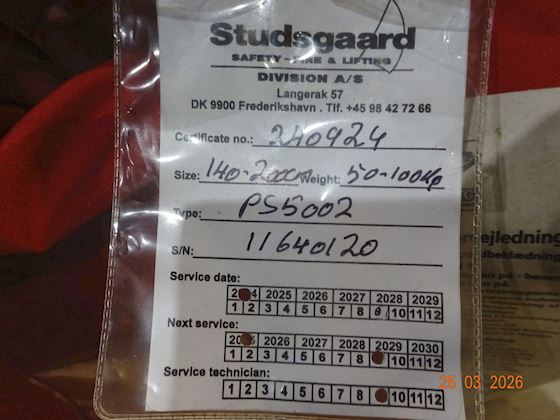 Studsgaard
SAFETY - FIRE & LIFTING
DIVISION A/S
Langerak 57
DK 9900 Frederikshavn . Tlf. +45 98 42 72 66
Certificate no.: 240924
Size: 140-200cm Weight: 50-100kg
Type: PS5002
S/N: 11640120
Service date:
2025 2026 2027 2028 2029
1 2 3 4 5 6 7 8 9 10 11 12
Next service:
2026 2027 2028 2029 2030
1 2 3 4 5 6 7 8 10 11 12
Service technician:
1 2 3 4 5 6 7 8 10 11 12
ejledning
25 03 2026